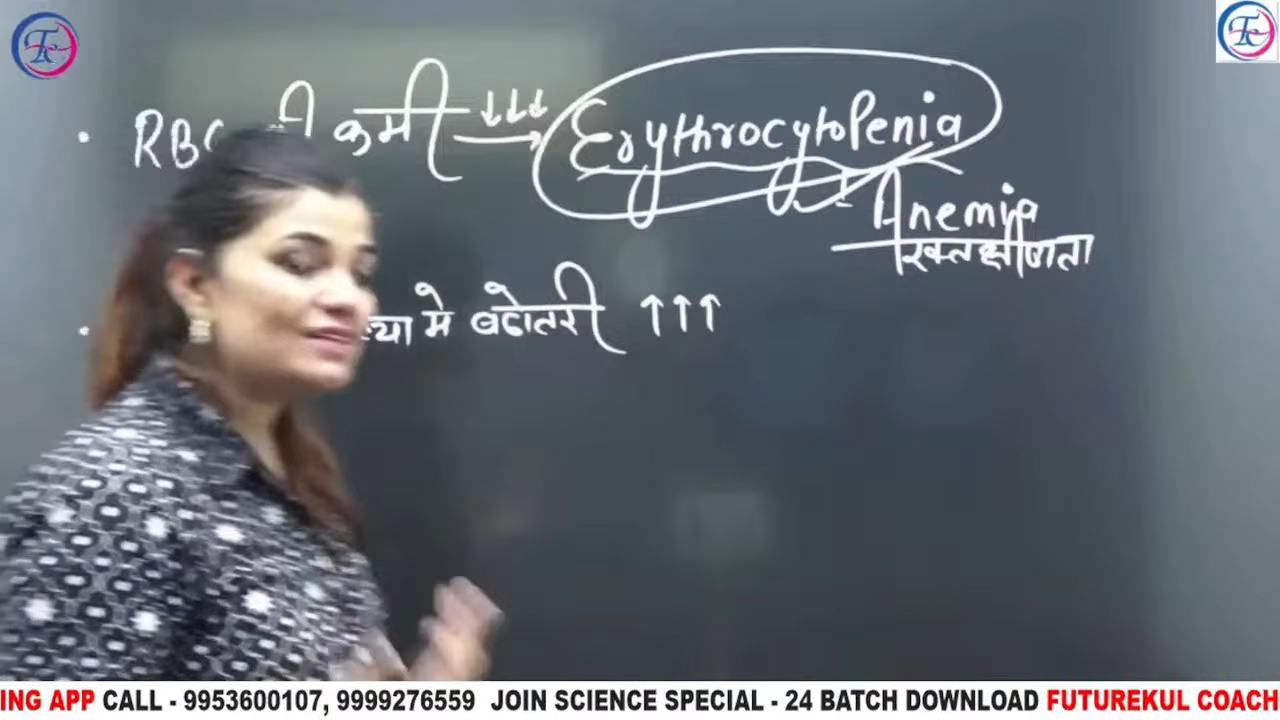 RBC की कमी → ↓↓↓ Erythrocytopenia
Anemia
रक्तक्षीणता
में बढोतरी ↑↑↑
ING APP CALL - 9953600107, 9999276559 JOIN SCIENCE SPECIAL - 24 BATCH DOWNLOAD FUTUREKUL COACH